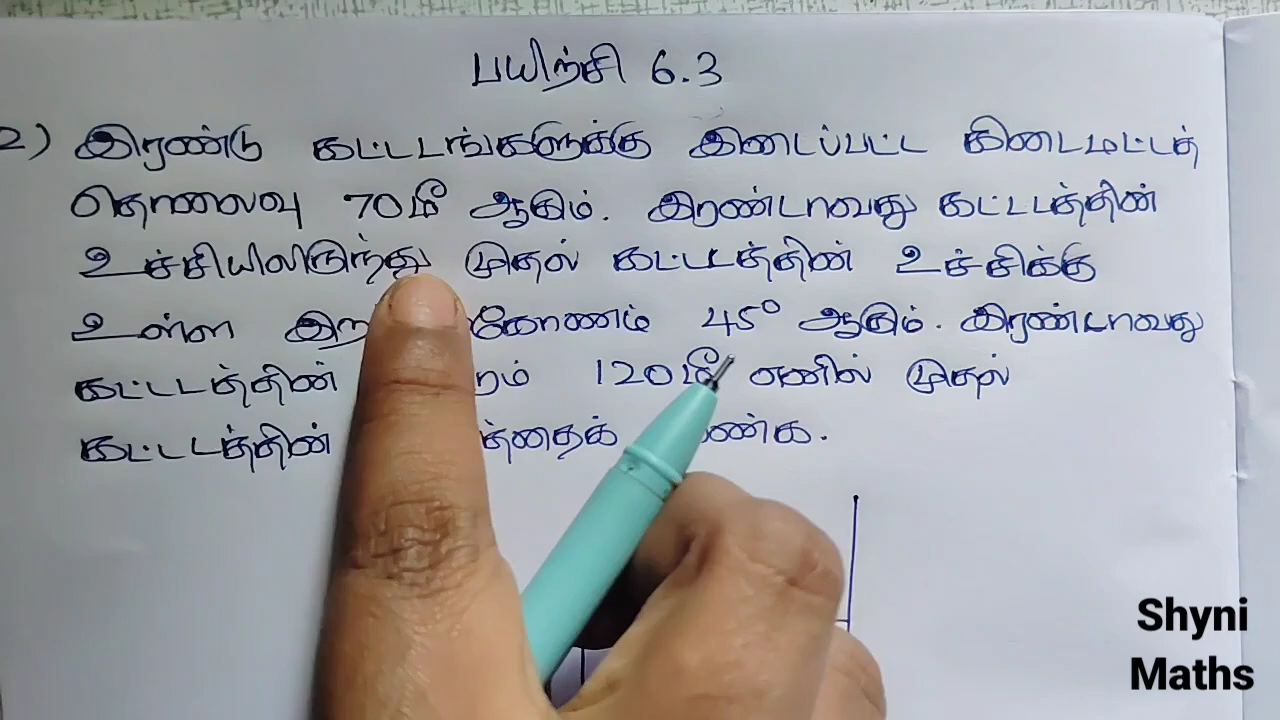 பயிற்சி 6.3
2) இரண்டு கட்டடங்களுக்கு இடைப்பட்ட கிடைமட்டத்
தொலைவு 70மீ ஆகும். இரண்டாவது கட்டடத்தின்
உச்சியிலிருந்து முதல் கட்டடத்தின் உச்சிக்கு
உள்ள 45° ஆகும். இரண்டாவது
கட்டடத்தின் 120மீ எனில் முதல்
கட்டடத்தின்
Shyni
Maths